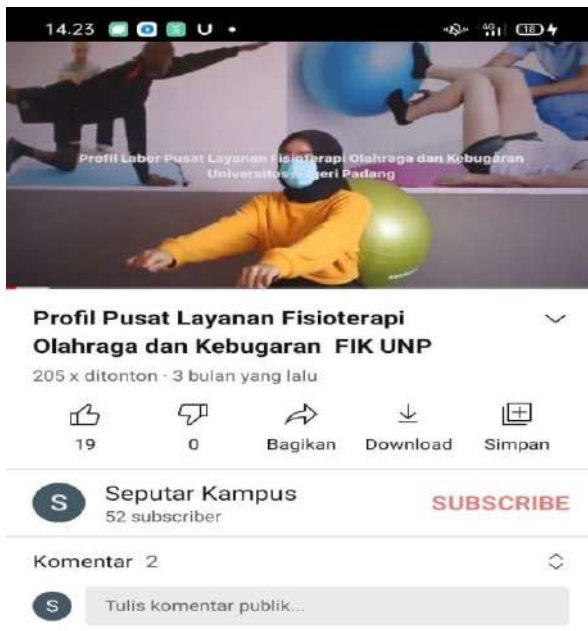 14.23 U
4G 18
Profil Labor Pusat Layanan Fisioterapi Olahraga dan Kebugaran
Padang
Profil Pusat Layanan Fisioterapi
Olahraga dan Kebugaran FIK UNP
205 x ditonton · 3 bulan yang lalu
19 0 Bagikan Download Simpan
S Seputar Kampus SUBSCRIBE
52 subscriber
Komentar 2
S Tulis komentar publik...